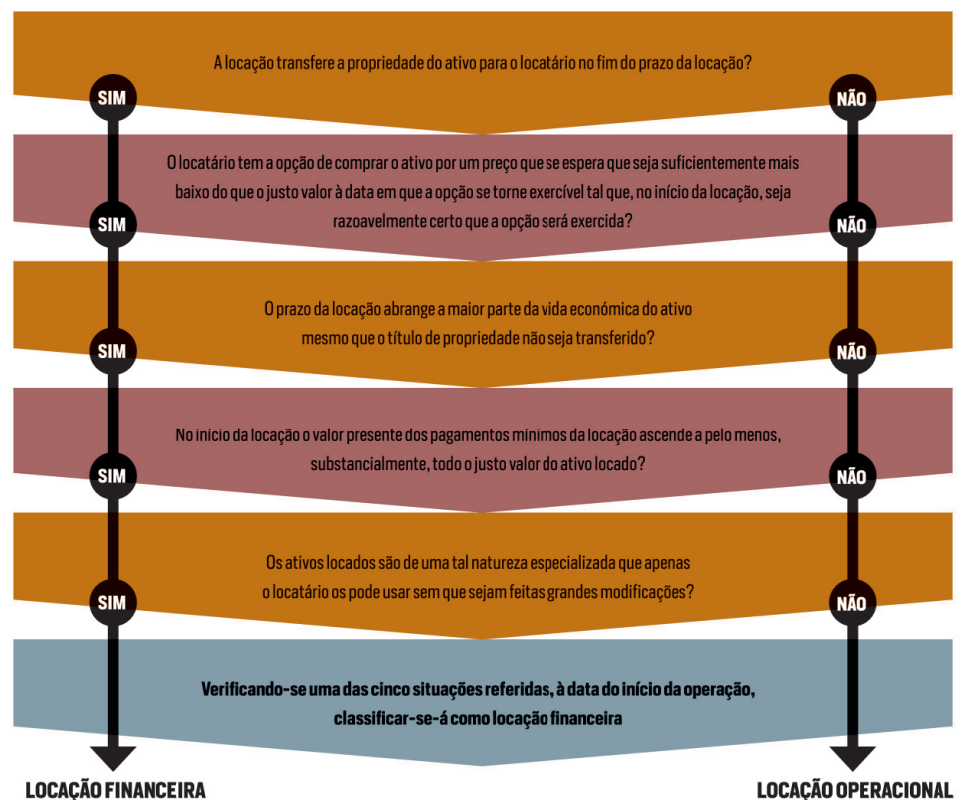 A locação transfere a propriedade do ativo para o locatário no fim do prazo da locação?
SIM
NÃO
O locatário tem a opção de comprar o ativo por um preço que se espera que seja suficientemente mais
baixo do que o justo valor à data em que a opção se torne exercível tal que, no início da locação, seja
razoavelmente certo que a opção será exercida?
SIM
NÃO
O prazo da locação abrange a maior parte da vida económica do ativo
mesmo que o título de propriedade não seja transferido?
SIM
NÃO
No início da locação o valor presente dos pagamentos mínimos da locação ascende a pelo menos,
substancialmente, todo o justo valor do ativo locado?
SIM
NÃO
Os ativos locados são de uma tal natureza especializada que apenas
o locatário os pode usar sem que sejam feitas grandes modificações?
SIM
NÃO
Verificando-se uma das cinco situações referidas, à data do início da operação,
classificar-se-á como locação financeira
LOCAÇÃO FINANCEIRA
LOCAÇÃO OPERACIONAL